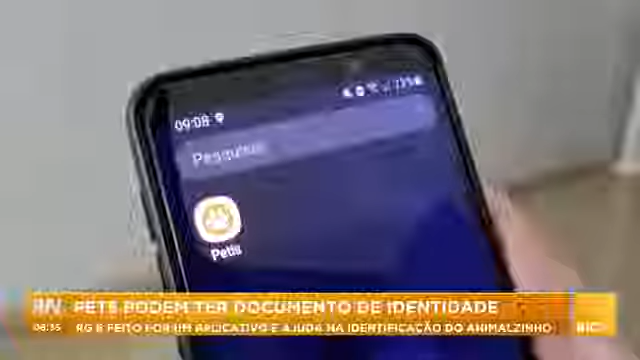 09:08
Pesquisar
Petis
RN PETS PODEM TER DOCUMENTO DE IDENTIDADE
08:35 RG É FEITO POR UM APLICATIVO E AJUDA NA IDENTIFICAÇÃO DO ANIMALZINHO